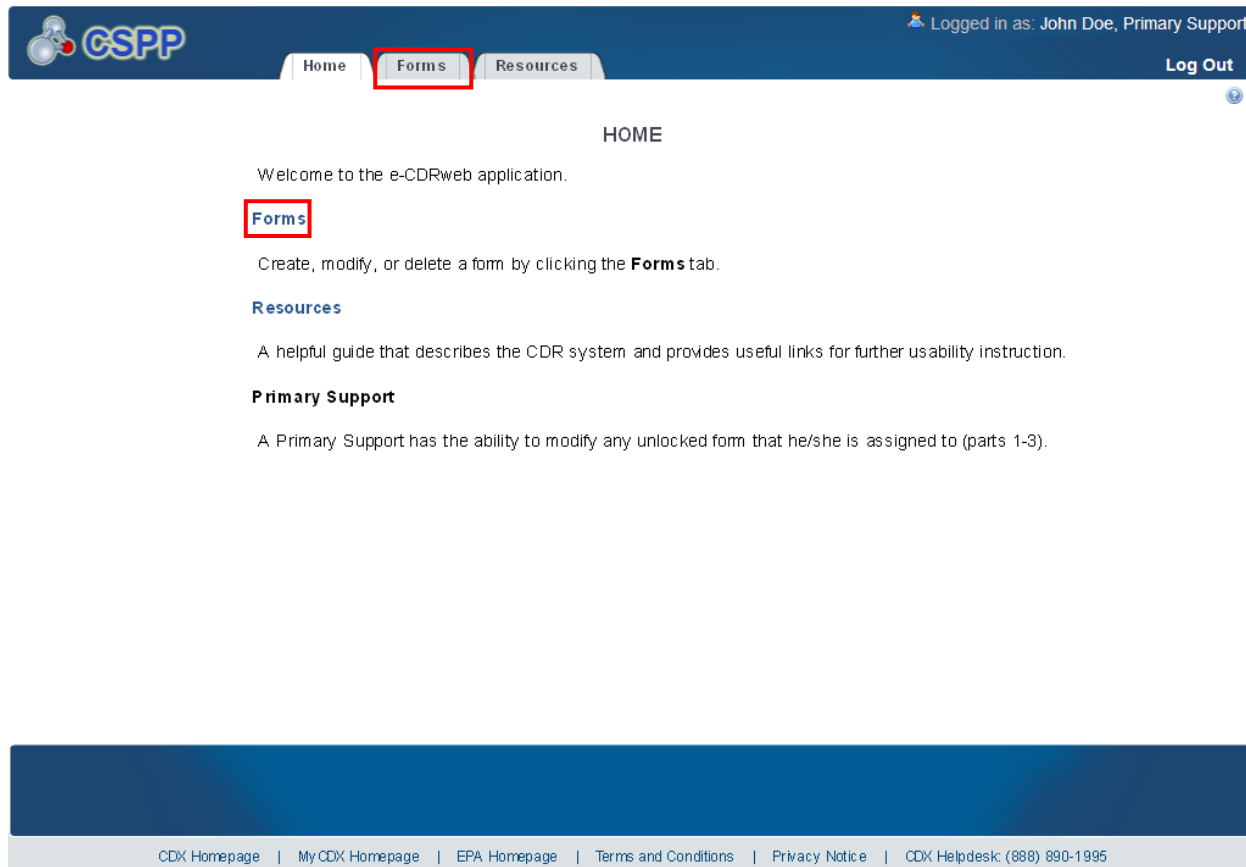 CSPP
Logged in as: John Doe, Primary Support
Home Forms Resources
Log Out
HOME
Welcome to the e-CDRweb application.
Forms
Create, modify, or delete a form by clicking the Forms tab.
Resources
A helpful guide that describes the CDR system and provides useful links for further usability instruction.
Primary Support
A Primary Support has the ability to modify any unlocked form that he/she is assigned to (parts 1-3).
CDX Homepage | MyCDX Homepage | EPA Homepage | Terms and Conditions | Privacy Notice | CDX Helpdesk: (888) 890-1995